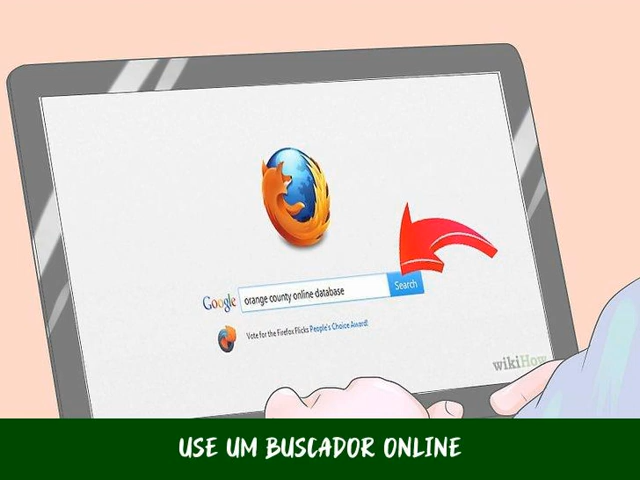 Google
orange county online database
Search
Vote for the Firefox Flicks People's Choice Award!
wikiHow
USE UM BUSCADOR ONLINE